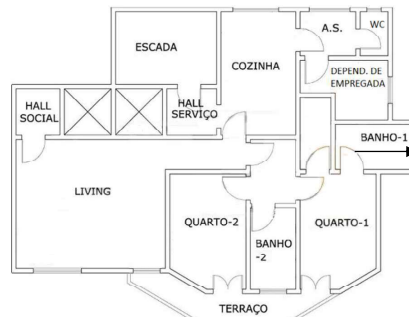 A.S.
WC
ESCADA
COZINHA
DEPEND. DE
EMPREGADA
HALL
SOCIAL
HALL
SERVIÇO
BANHO-1
LIVING
QUARTO-2
BANHO
-2
QUARTO-1
TERRAÇO